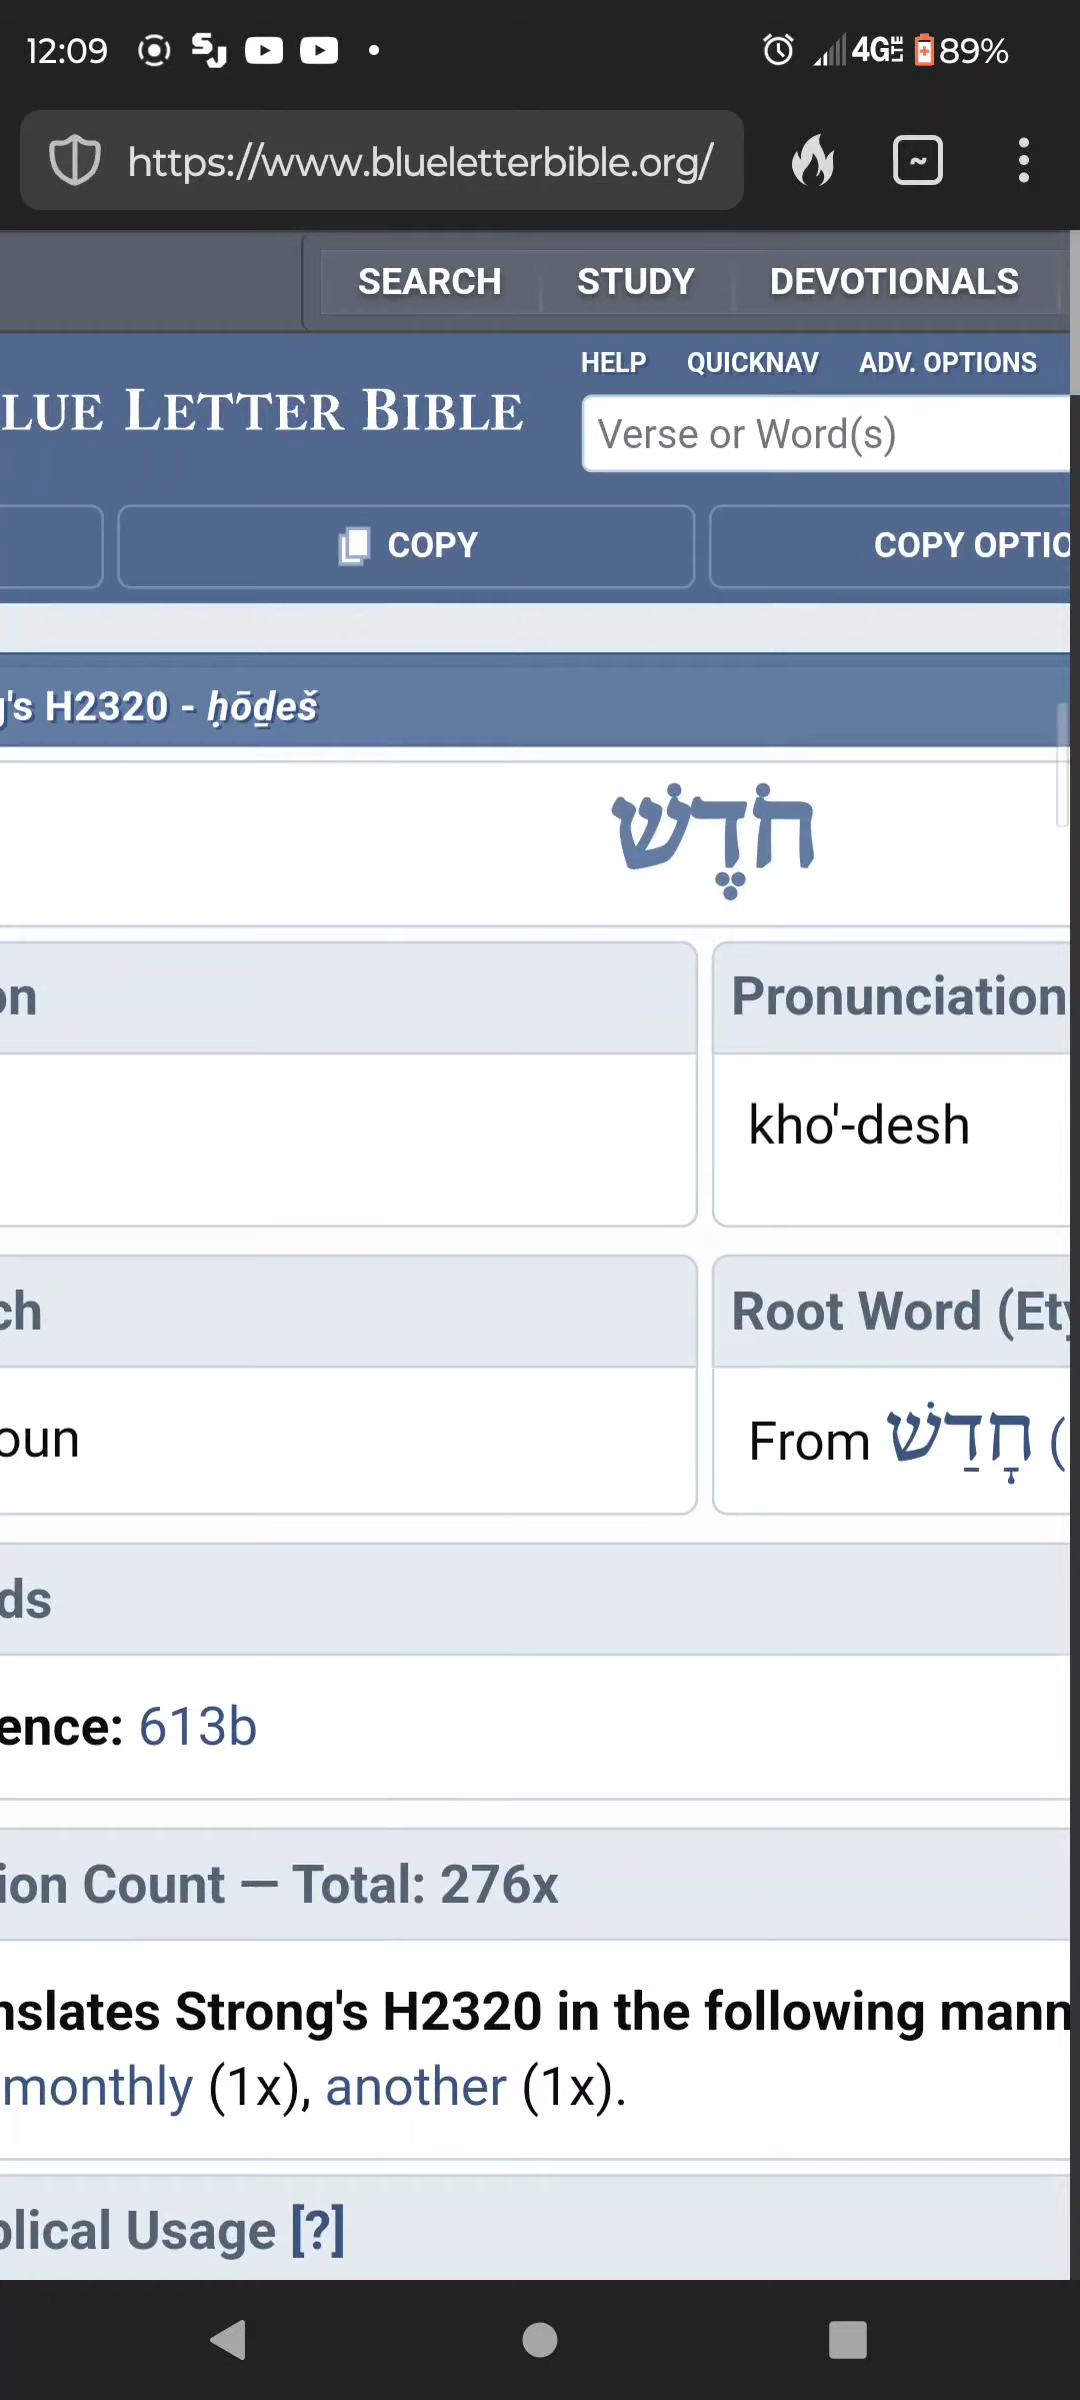 12:09 4G LTE 89%
https://www.blueletterbible.org/
SEARCH STUDY DEVOTIONALS
HELP QUICKNAV ADV. OPTIONS
LUE LETTER BIBLE
Verse or Word(s)
COPY COPY OPTIO
g's H2320 - ḥōḏeš
חֹדֶשׁ
on Pronunciation
kho'-desh
ch Root Word (Ety
oun From חָדַשׁ (
ds
ence: 613b
ion Count — Total: 276x
nslates Strong's H2320 in the following mann
monthly (1x), another (1x).
blical Usage [?]